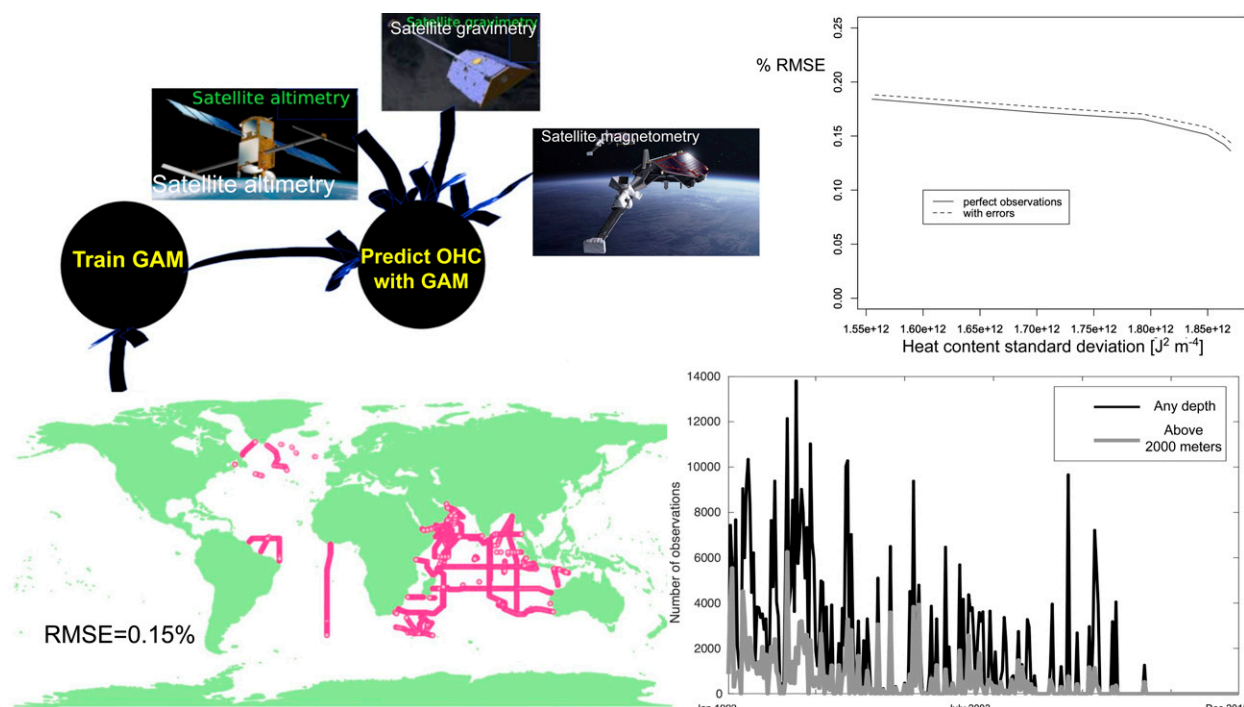 Satellite gravimetry
Satellite gravimetry
Satellite altimetry
Satellite altimetry
Satellite magnetometry
Train GAM
Predict OHC
with GAM
% RMSE
0.25
0.20
0.15
0.10
0.05
0.00
perfect observations
with errors
1.55e+12
1.60e+12
1.65e+12
1.70e+12
1.75e+12
1.80e+12
1.85e+12
Heat content standard deviation [J² m⁻⁴]
RMSE=0.15%
14000
12000
10000
8000
6000
4000
2000
0
Number of observations
Any depth
Above
2000 meters